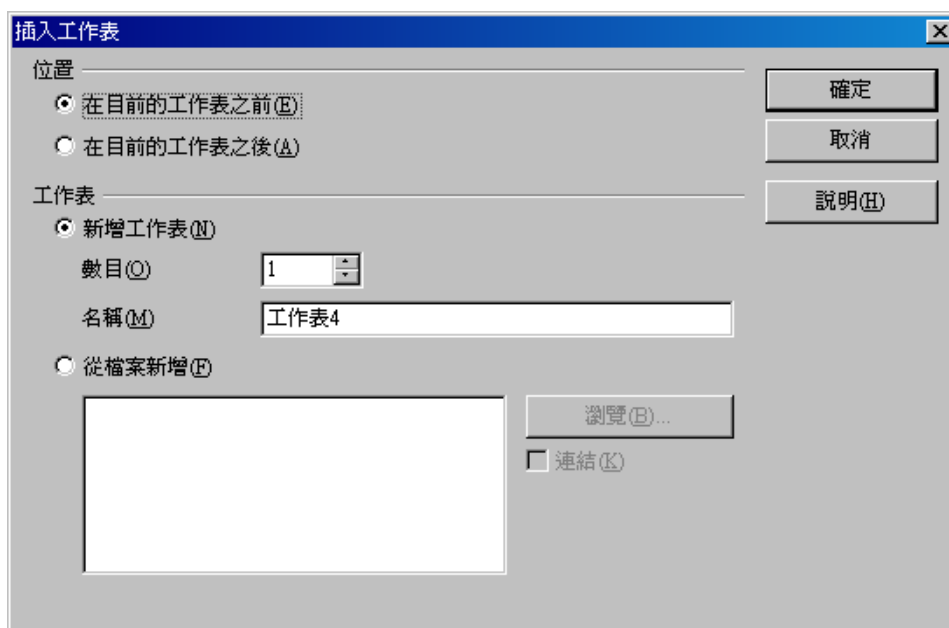 插入工作表
位置
在目前的工作表之前(E)
在目前的工作表之後(A)
工作表
新增工作表(N)
數目(O) 1
名稱(M) 工作表4
從檔案新增(F)
瀏覽(B)...
連結(K)
確定
取消
說明(H)